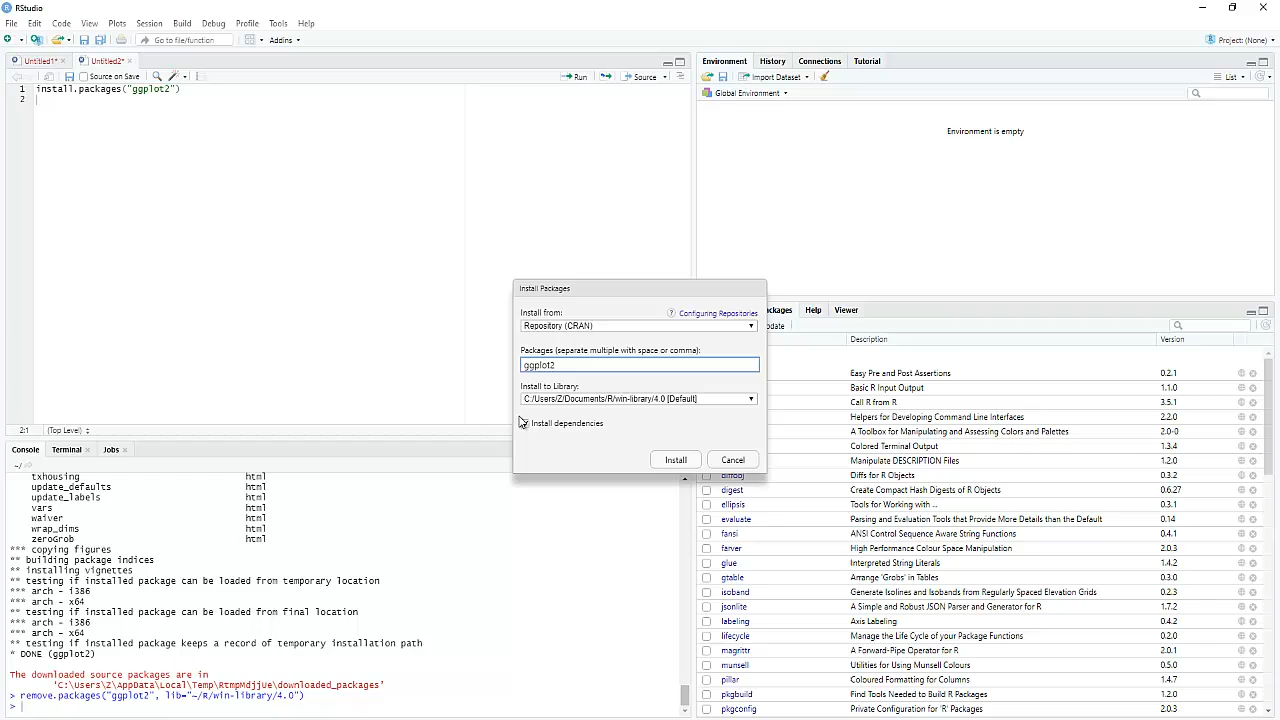 RStudio
File Edit Code View Plots Session Build Debug Profile Tools Help
Go to file/function Addins Project: (None)
Untitled1* Untitled2*
Source on Save Run Source
1 install.packages("ggplot2")
2
2:1 (Top Level)
Console Terminal Jobs
~/
txhousing html
update_defaults html
update_labels html
vars html
waiver html
wrap_dims html
zeroGrob html
*** copying figures
** building package indices
** installing vignettes
** testing if installed package can be loaded from temporary location
*** arch - i386
*** arch - x64
** testing if installed package can be loaded from final location
*** arch - i386
*** arch - x64
** testing if installed package keeps a record of temporary installation path
* DONE (ggplot2)
The downloaded source packages are in
‘C:\Users\Z\AppData\Local\Temp\RtmpMdjjUe\downloaded_packages’
> remove.packages("ggplot2", lib="~/R/win-library/4.0")
>
Environment History Connections Tutorial
Import Dataset List
Global Environment
Environment is empty
Install Packages
Install from: ? Configuring Repositories
Repository (CRAN)
Packages (separate multiple with space or comma):
ggplot2
Install to Library:
C:/Users/Z/Documents/R/win-library/4.0 [Default]
Install dependencies
Install Cancel
Help Viewer
Description Version
Easy Pre and Post Assertions 0.2.1
Basic R Input Output 1.1.0
Call R from R 3.5.1
Helpers for Developing Command Line Interfaces 2.2.0
A Toolbox for Manipulating and Assessing Colors and Palettes 2.0-0
Colored Terminal Output 1.3.4
Manipulate DESCRIPTION Files 1.2.0
diffobj Diffs for R Objects 0.3.2
digest Create Compact Hash Digests of R Objects 0.6.27
ellipsis Tools for Working with ... 0.3.1
evaluate Parsing and Evaluation Tools that Provide More Details than the Default 0.14
fansi ANSI Control Sequence Aware String Functions 0.4.1
farver High Performance Colour Space Manipulation 2.0.3
glue Interpreted String Literals 1.4.2
gtable Arrange 'Grobs' in Tables 0.3.0
isoband Generate Isolines and Isobands from Regularly Spaced Elevation Grids 0.2.3
jsonlite A Simple and Robust JSON Parser and Generator for R 1.7.2
labeling Axis Labeling 0.4.2
lifecycle Manage the Life Cycle of your Package Functions 0.2.0
magrittr A Forward-Pipe Operator for R 2.0.1
munsell Utilities for Using Munsell Colours 0.5.0
pillar Coloured Formatting for Columns 1.4.7
pkgbuild Find Tools Needed to Build R Packages 1.2.0
pkgconfig Private Configuration for 'R' Packages 2.0.3